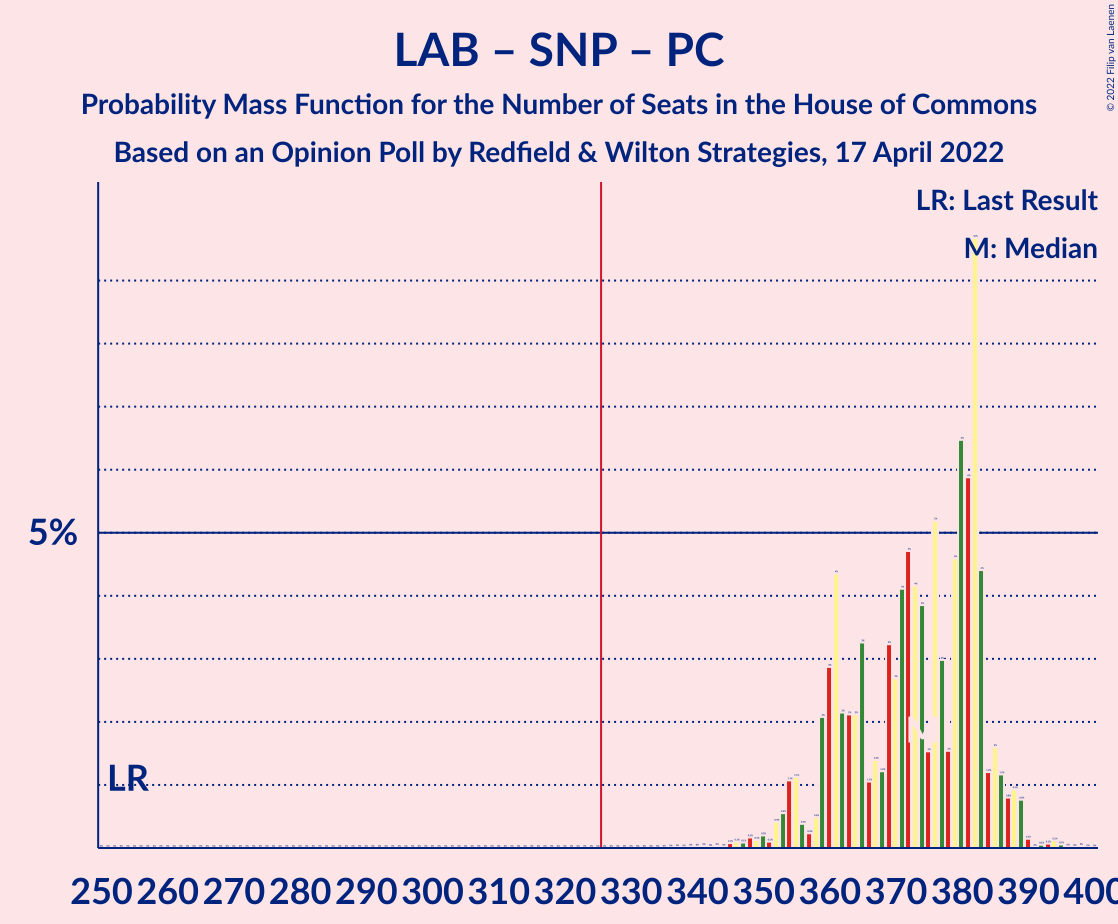 LAB – SNP – PC
Probability Mass Function for the Number of Seats in the House of Commons
Based on an Opinion Poll by Redfield & Wilton Strategies, 17 April 2022
© 2022 Filip van Laenen
LR: Last Result
M: Median
5%
LR
M
250 260 270 280 290 300 310 320 330 340 350 360 370 380 390 400